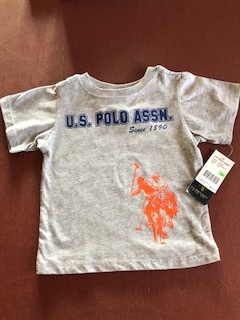 U.S. POLO ASSN.
Since 1890